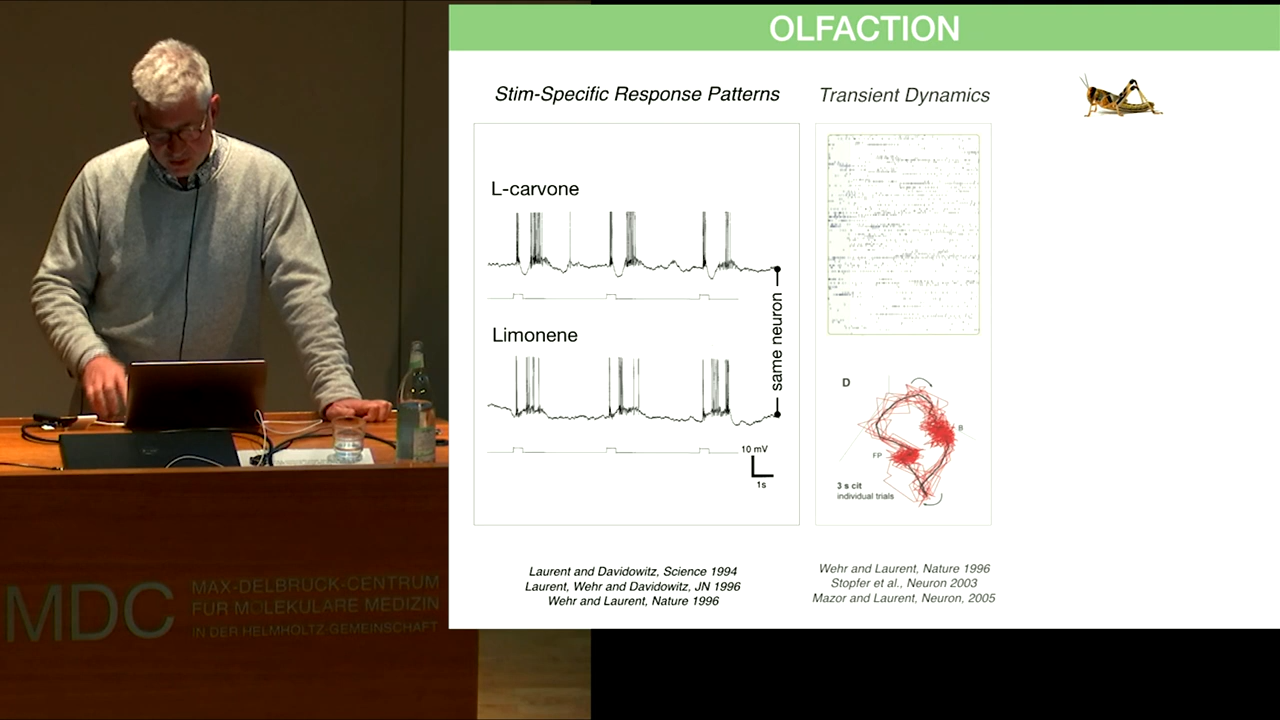 OLFACTION
Stim-Specific Response Patterns
Transient Dynamics
L-carvone
Limonene
same neuron
10 mV
1s
D
B
FP
3 s cit
individual trials
Laurent and Davidowitz, Science 1994
Laurent, Wehr and Davidowitz, JN 1996
Wehr and Laurent, Nature 1996
Wehr and Laurent, Nature 1996
Stopfer et al., Neuron 2003
Mazor and Laurent, Neuron, 2005
MDC
MAX-DELBRÜCK-CENTRUM
FÜR MOLEKULARE MEDIZIN
IN DER HELMHOLTZ-GEMEINSCHAFT